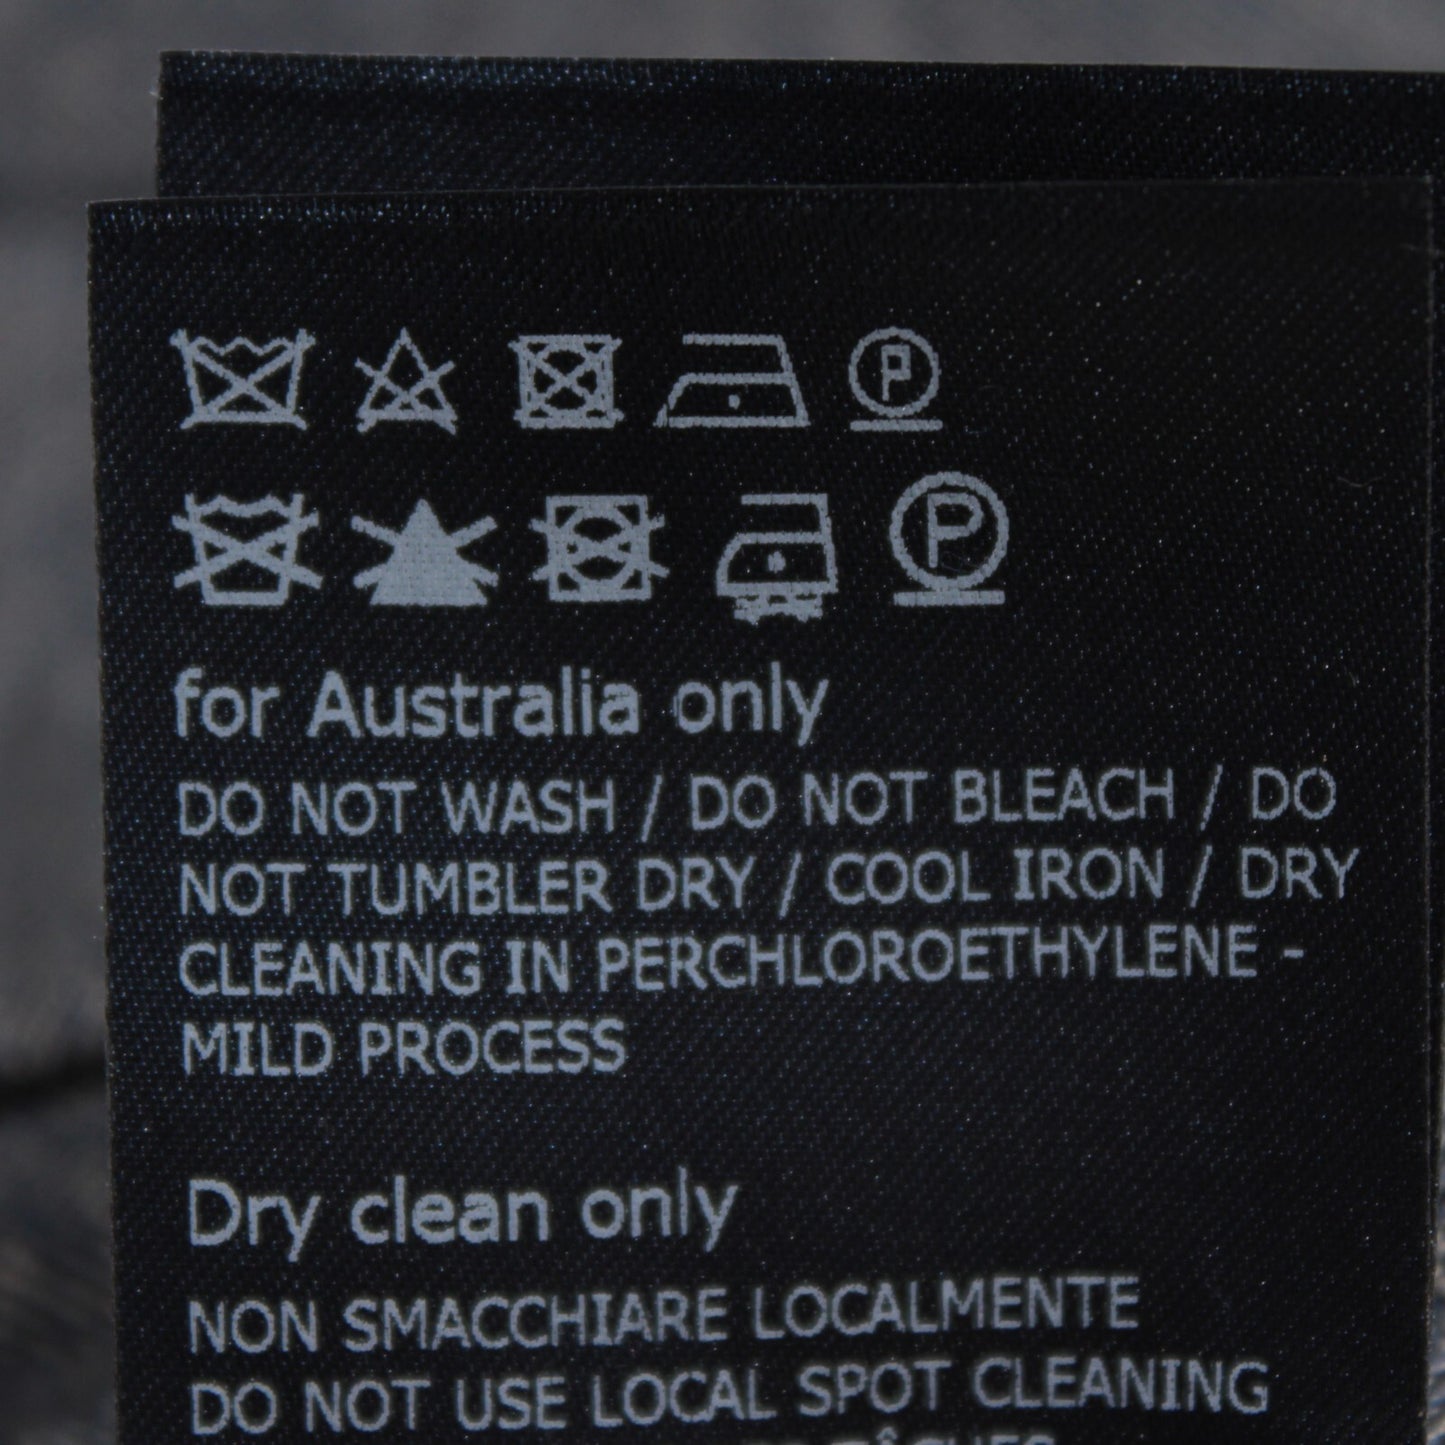 P
P
for Australia only
DO NOT WASH / DO NOT BLEACH / DO
NOT TUMBLER DRY / COOL IRON / DRY
CLEANING IN PERCHLOROETHYLENE -
MILD PROCESS
Dry clean only
NON SMACCHIARE LOCALMENTE
DO NOT USE LOCAL SPOT CLEANING